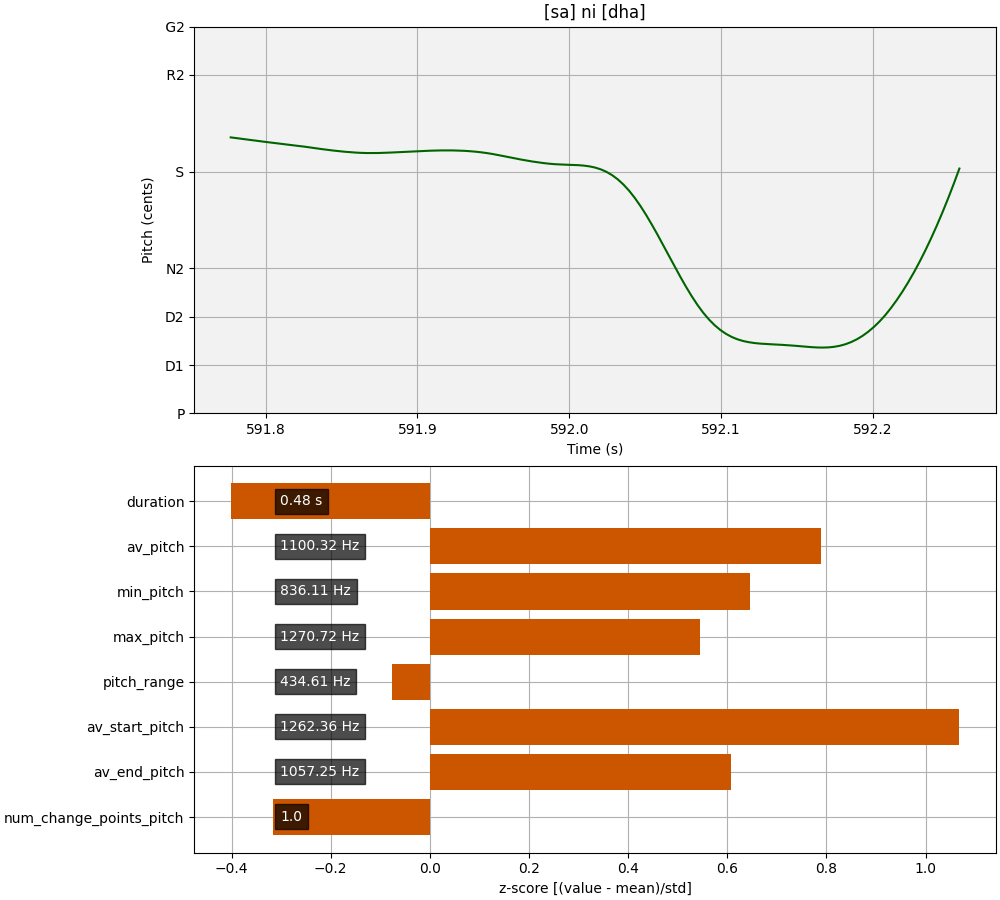 [sa] ni [dha]
G2
R2
S
N2
D2
D1
P
Pitch (cents)
591.8 591.9 592.0 592.1 592.2
Time (s)
duration 0.48 s
av_pitch 1100.32 Hz
min_pitch 836.11 Hz
max_pitch 1270.72 Hz
pitch_range 434.61 Hz
av_start_pitch 1262.36 Hz
av_end_pitch 1057.25 Hz
num_change_points_pitch 1.0
−0.4 −0.2 0.0 0.2 0.4 0.6 0.8 1.0
z-score [(value - mean)/std]